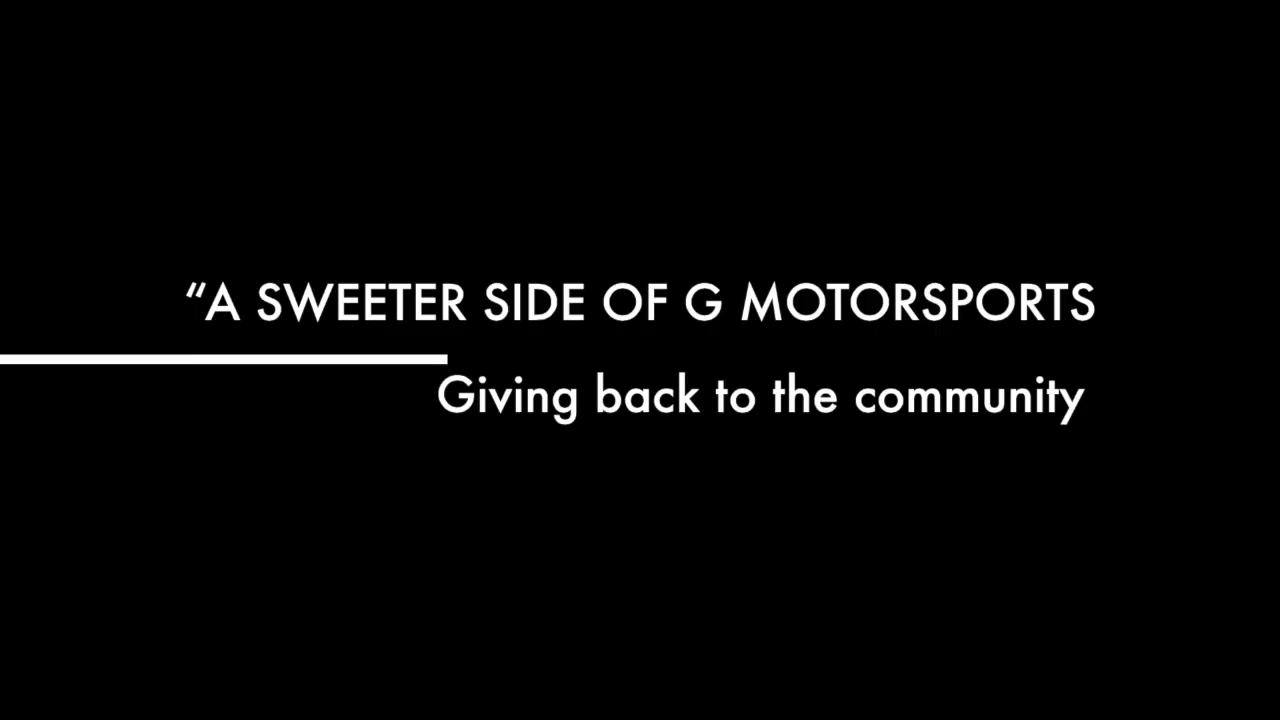 “A SWEETER SIDE OF G MOTORSPORTS
Giving back to the community